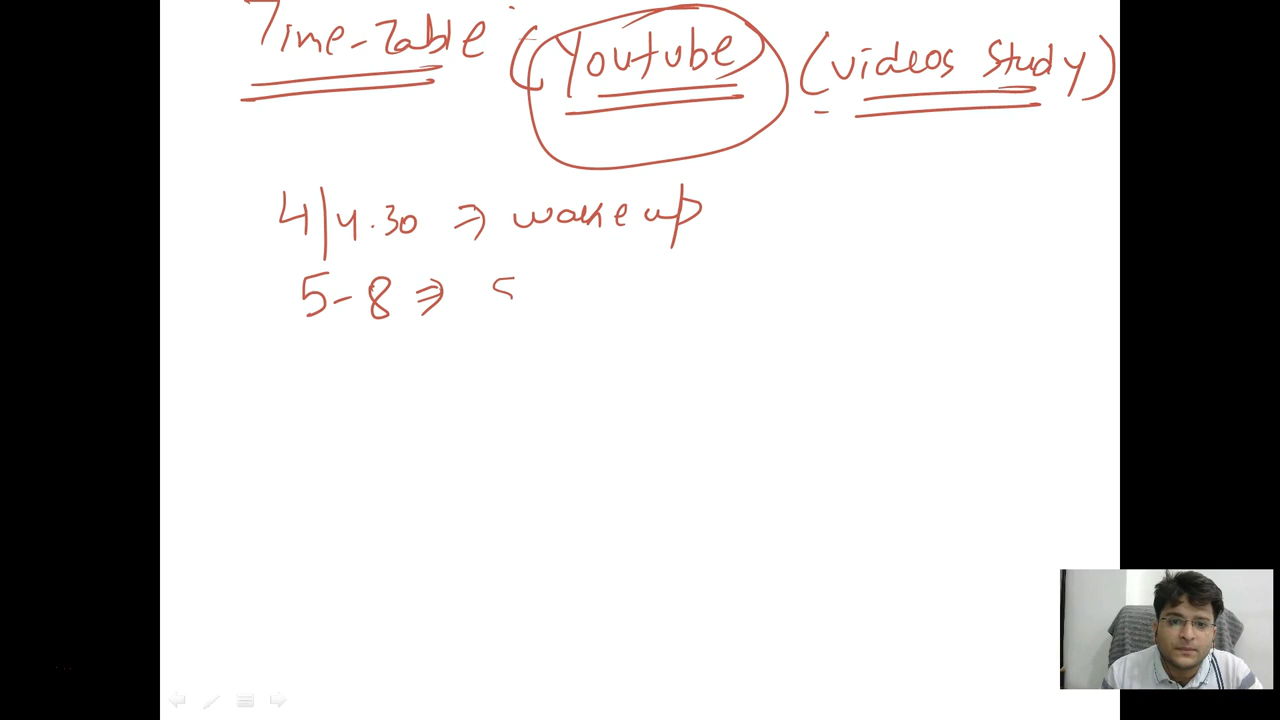 Time-Table (Youtube (videos study)
4|4.30 ⇒ wake up
5-8 ⇒ S